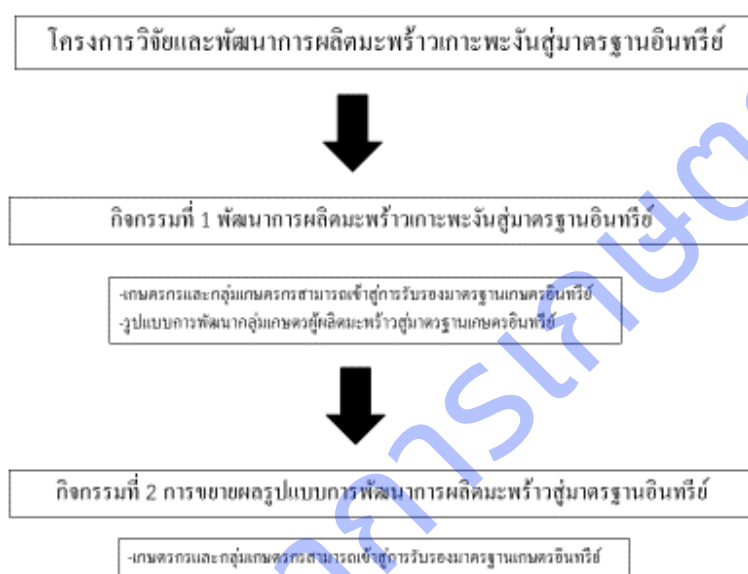 โครงการวิจัยและพัฒนาการผลิตมะพร้าวเกาะพะงันสู่มาตรฐานอินทรีย์
กิจกรรมที่ 1 พัฒนาการผลิตมะพร้าวเกาะพะงันสู่มาตรฐานอินทรีย์
-เกษตรกรและกลุ่มเกษตรกรสามารถเข้าสู่การรับรองมาตรฐานเกษตรอินทรีย์
-รูปแบบการพัฒนากลุ่มเกษตรผู้ผลิตมะพร้าวสู่มาตรฐานเกษตรอินทรีย์
กิจกรรมที่ 2 การขยายผลรูปแบบการพัฒนาการผลิตมะพร้าวสู่มาตรฐานอินทรีย์
-เกษตรกรและกลุ่มเกษตรกรสามารถเข้าสู่การรับรองมาตรฐานเกษตรอินทรีย์